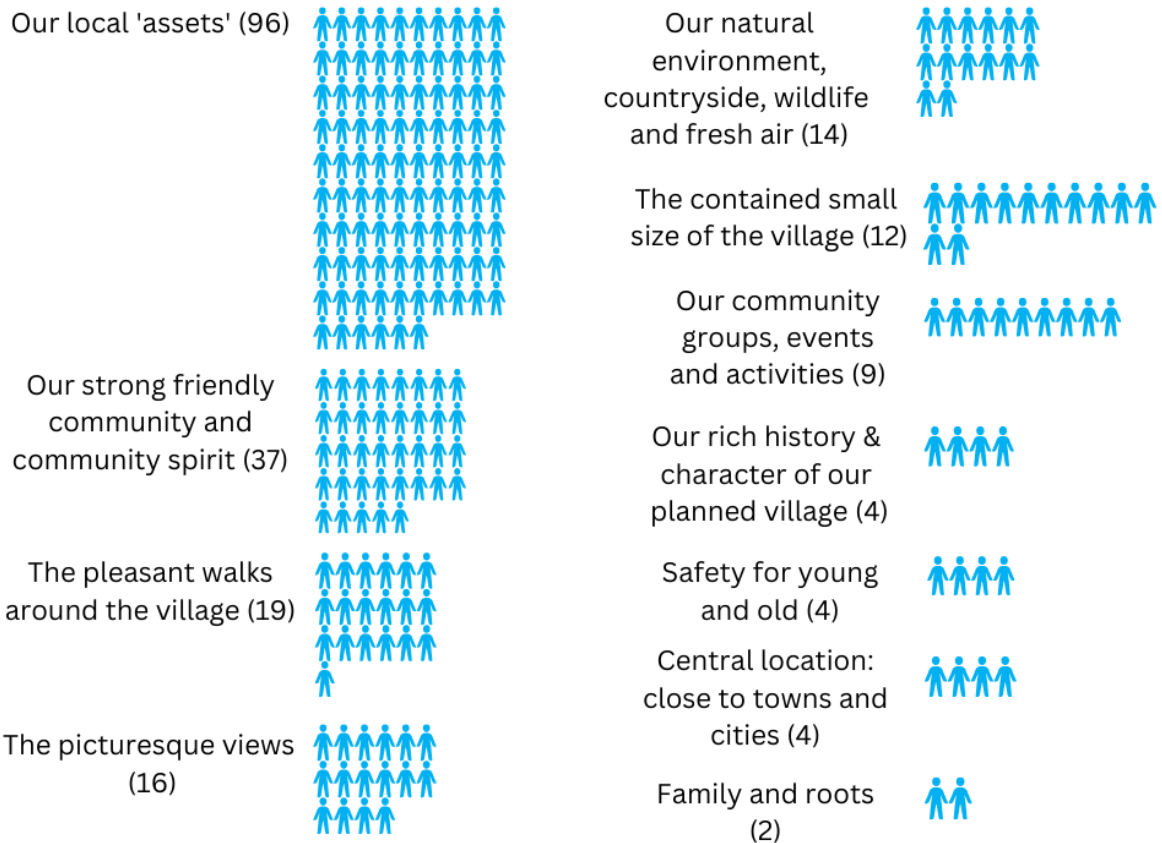 Our local 'assets' (96)
Our strong friendly
community and
community spirit (37)
The pleasant walks
around the village (19)
The picturesque views
(16)
Our natural
environment,
countryside, wildlife
and fresh air (14)
The contained small
size of the village (12)
Our community
groups, events
and activities (9)
Our rich history &
character of our
planned village (4)
Safety for young
and old (4)
Central location:
close to towns and
cities (4)
Family and roots
(2)